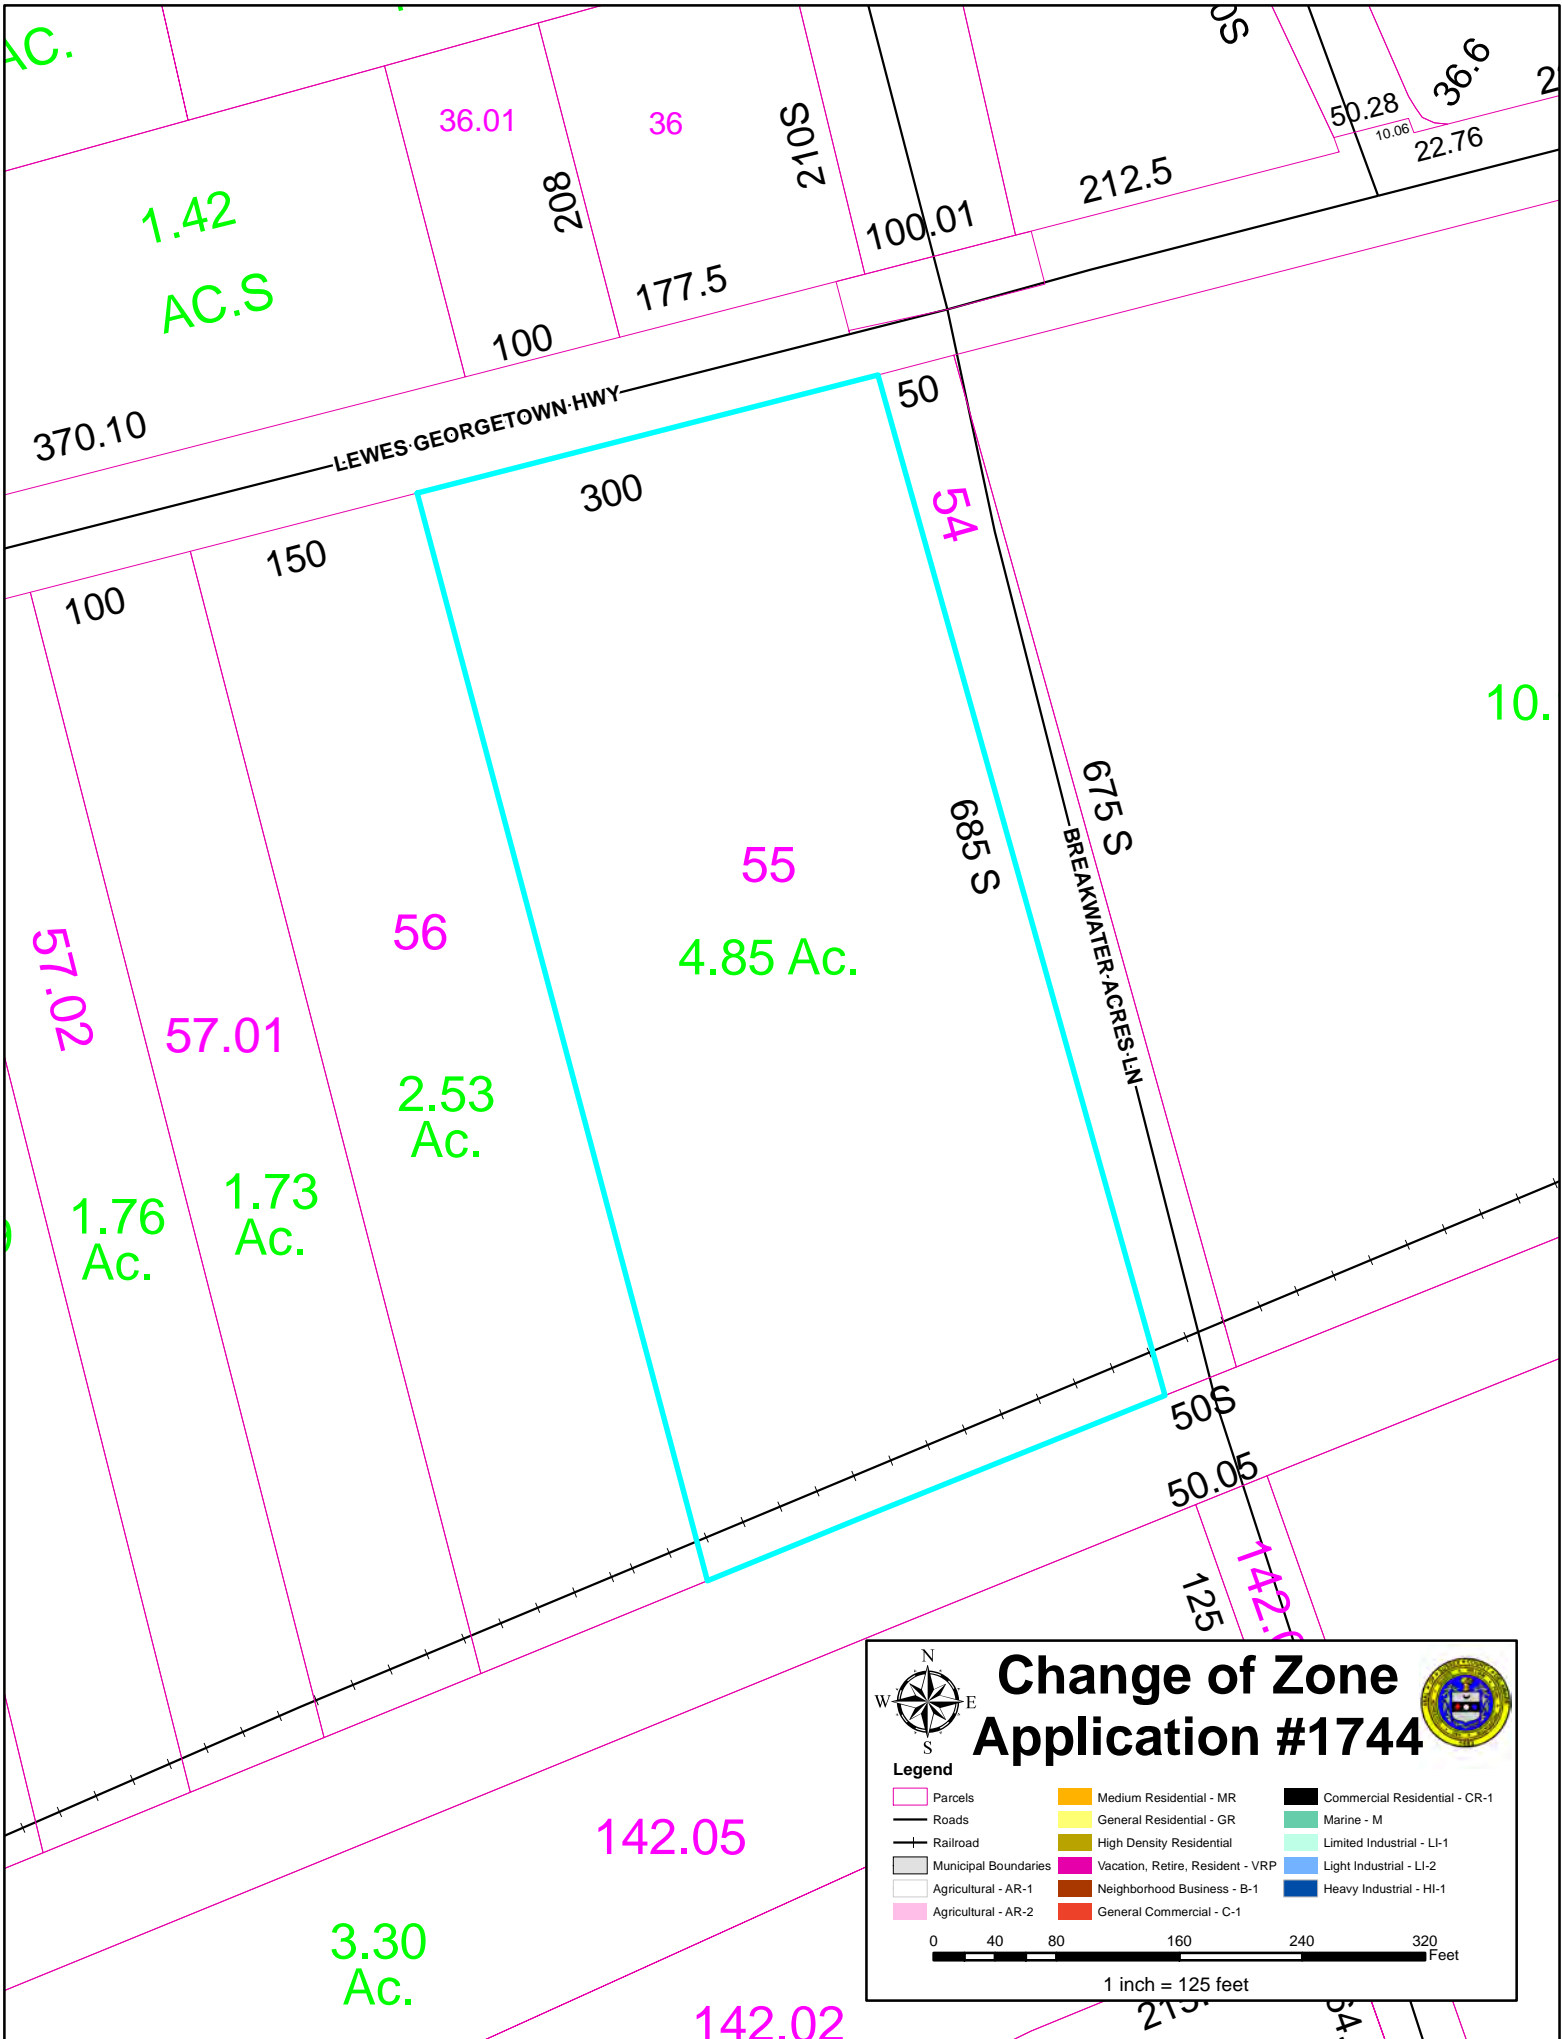 AC.
36.01
36
210S
50.28
36.6
10.06
22.76
1.42
AC.S
208
212.5
100.01
177.5
100
370.10
LEWES GEORGETOWN HWY
50
300
54
150
100
10.
675 S
685 S
55
4.85 Ac.
BREAKWATER ACRES LN
56
57.02
57.01
2.53
Ac.
1.76
Ac.
1.73
Ac.
50S
50.05
125
142.05
3.30
Ac.
142.02
Change of Zone
Application #1744
N
W
E
S
Legend
Parcels
Roads
Railroad
Municipal Boundaries
Agricultural - AR-1
Agricultural - AR-2
Medium Residential - MR
General Residential - GR
High Density Residential
Vacation, Retire, Resident - VRP
Neighborhood Business - B-1
General Commercial - C-1
Commercial Residential - CR-1
Marine - M
Limited Industrial - LI-1
Light Industrial - LI-2
Heavy Industrial - HI-1
0 40 80 160 240 320
Feet
1 inch = 125 feet